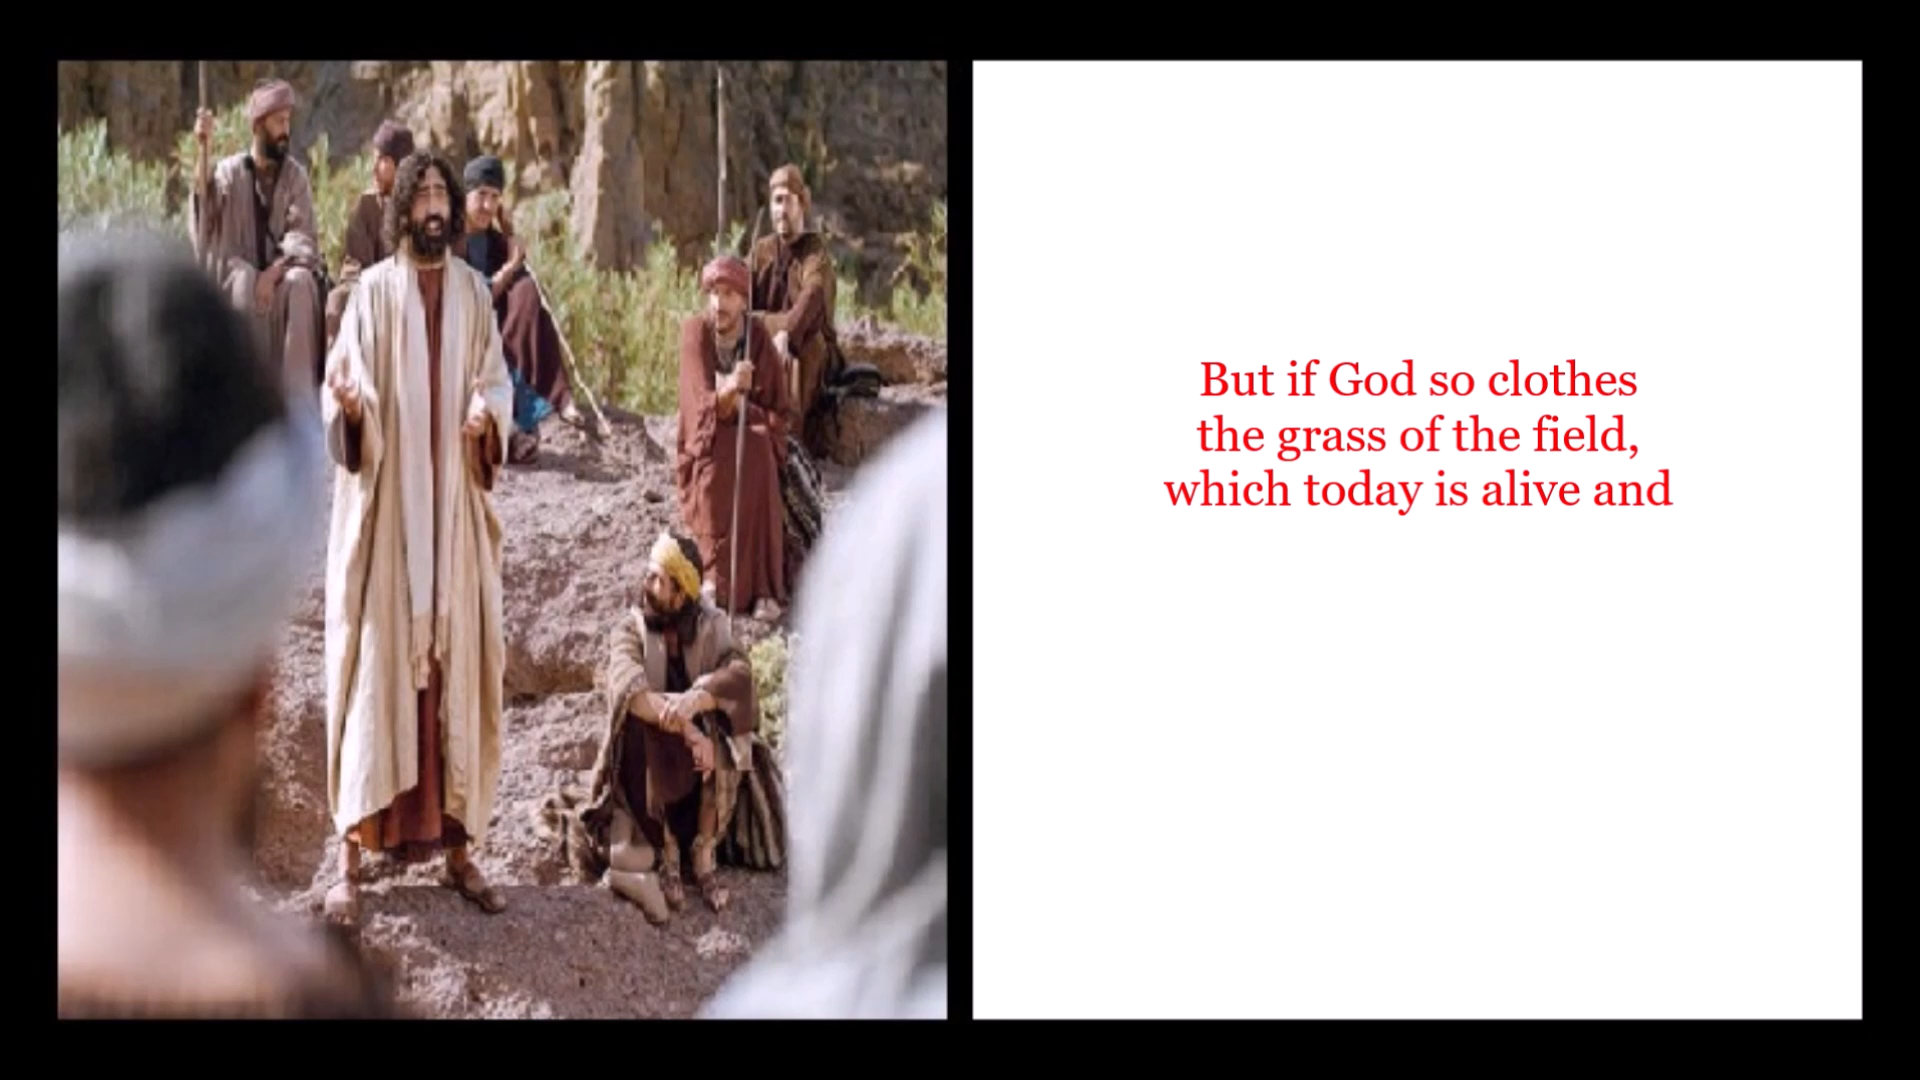 But if God so clothes
the grass of the field,
which today is alive and